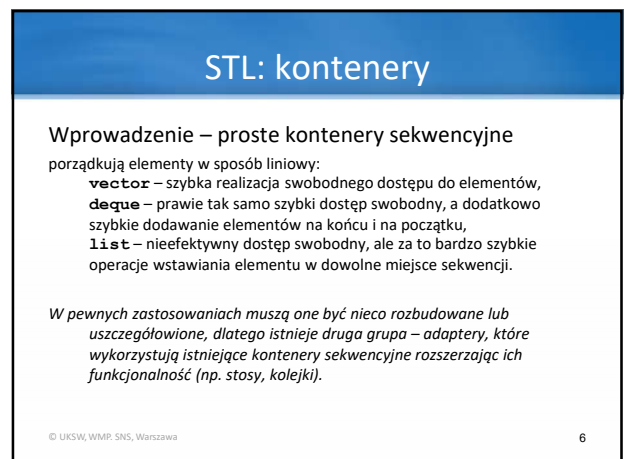 STL: kontenery
Wprowadzenie – proste kontenery sekwencyjne
porządkują elementy w sposób liniowy:
vector – szybka realizacja swobodnego dostępu do elementów,
deque – prawie tak samo szybki dostęp swobodny, a dodatkowo
szybkie dodawanie elementów na końcu i na początku,
list – nieefektywny dostęp swobodny, ale za to bardzo szybkie
operacje wstawiania elementu w dowolne miejsce sekwencji.
W pewnych zastosowaniach muszą one być nieco rozbudowane lub
uszczegółowione, dlatego istnieje druga grupa – adaptery, które
wykorzystują istniejące kontenery sekwencyjne rozszerzając ich
funkcjonalność (np. stosy, kolejki).
© UKSW, WMP. SNS, Warszawa
6